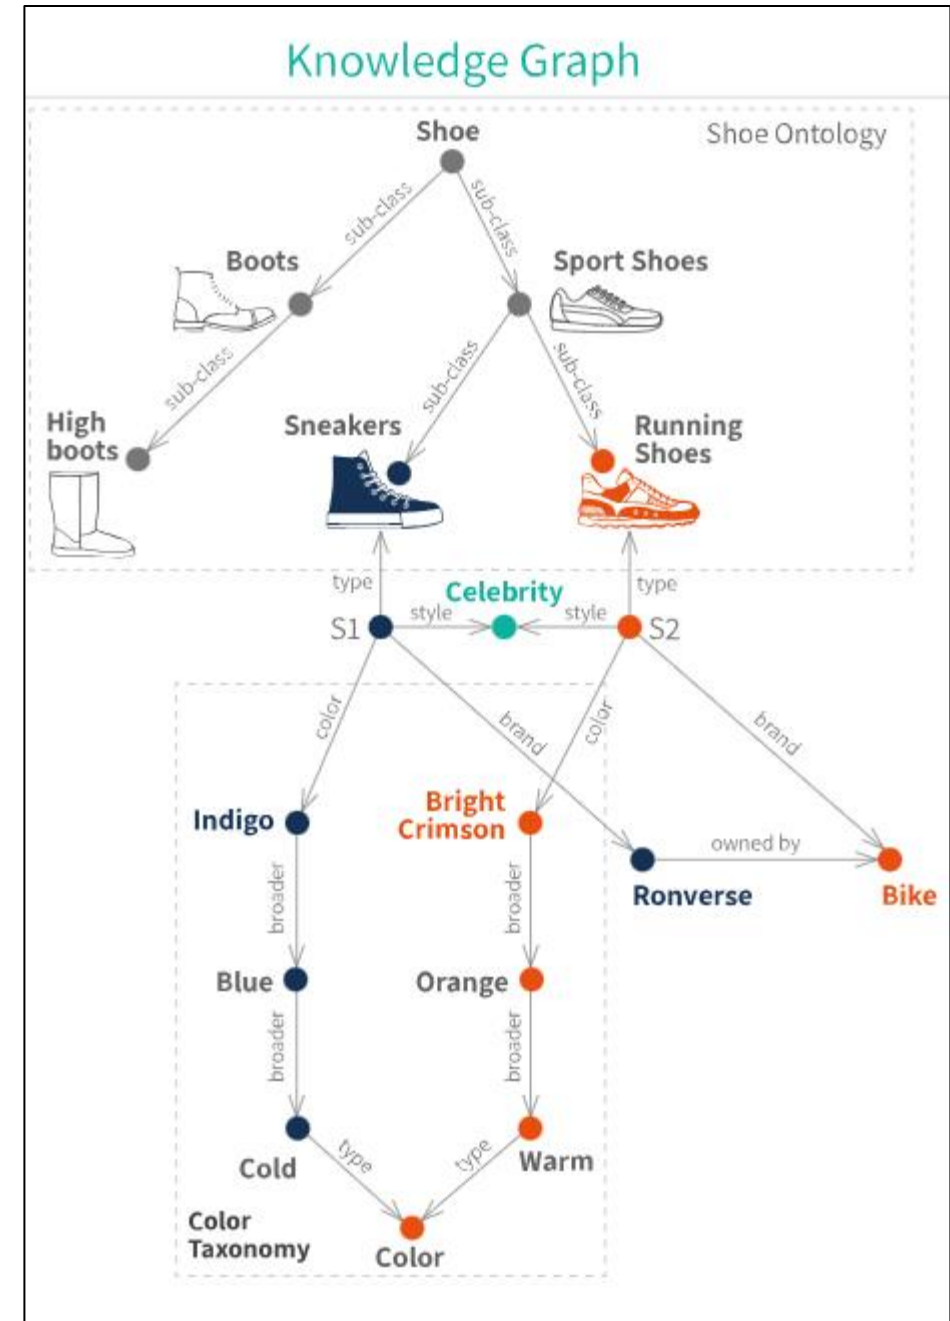 Knowledge Graph
Shoe
Shoe Ontology
sub-class
sub-class
Boots
Sport Shoes
sub-class
sub-class
sub-class
High
boots
Sneakers
Running
Shoes
type
Celebrity
type
S1
style
style
S2
color
brand
color
brand
Indigo
Bright
Crimson
owned by
Ronverse
Bike
broader
broader
Blue
Orange
broader
broader
Cold
type
type
Warm
Color
Taxonomy
Color